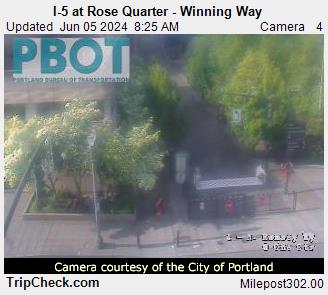 I-5 at Rose Quarter - Winning Way
Updated Jun 05 2024 8:25 AM Camera 4
PBOT
PORTLAND BUREAU OF TRANSPORTATION
Camera courtesy of the City of Portland
TripCheck.com Milepost302.00